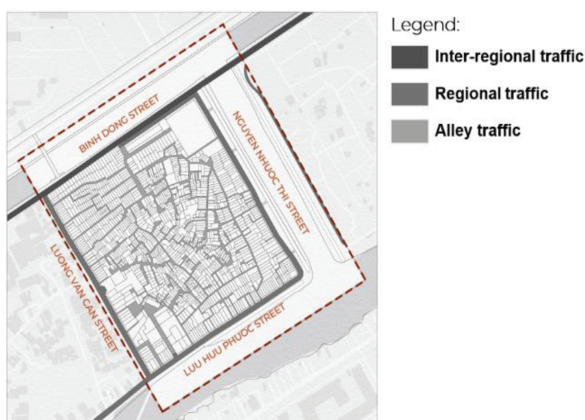 Legend:
Inter-regional traffic
Regional traffic
Alley traffic
BINH DONG STREET
NGUYEN NHUOC THI STREET
LUONG VAN CAN STREET
LUU HUU PHUOC STREET